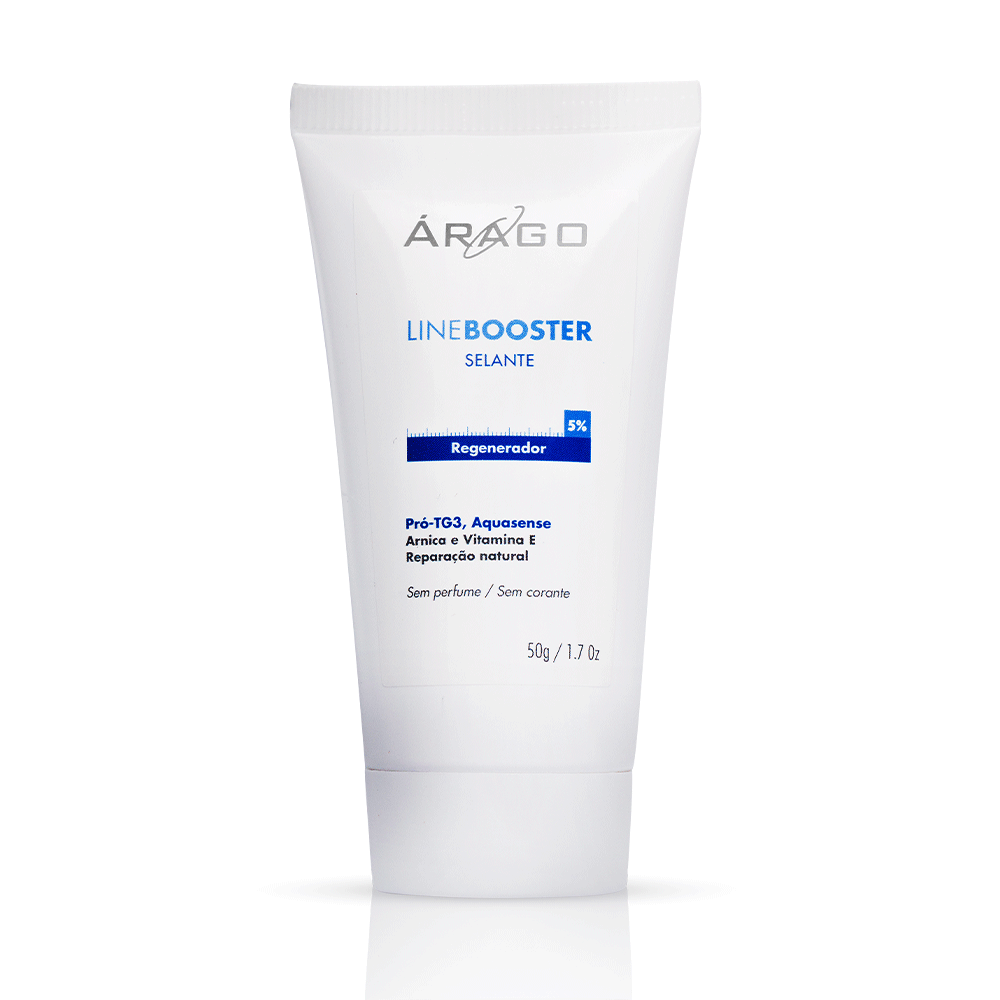 ÁRAGO
LINEBOOSTER
SELANTE
5%
Regenerador
Pró-TG3, Aquasense
Arnica e Vitamina E
Reparação natural
Sem perfume / Sem corante
50g / 1.7 Oz